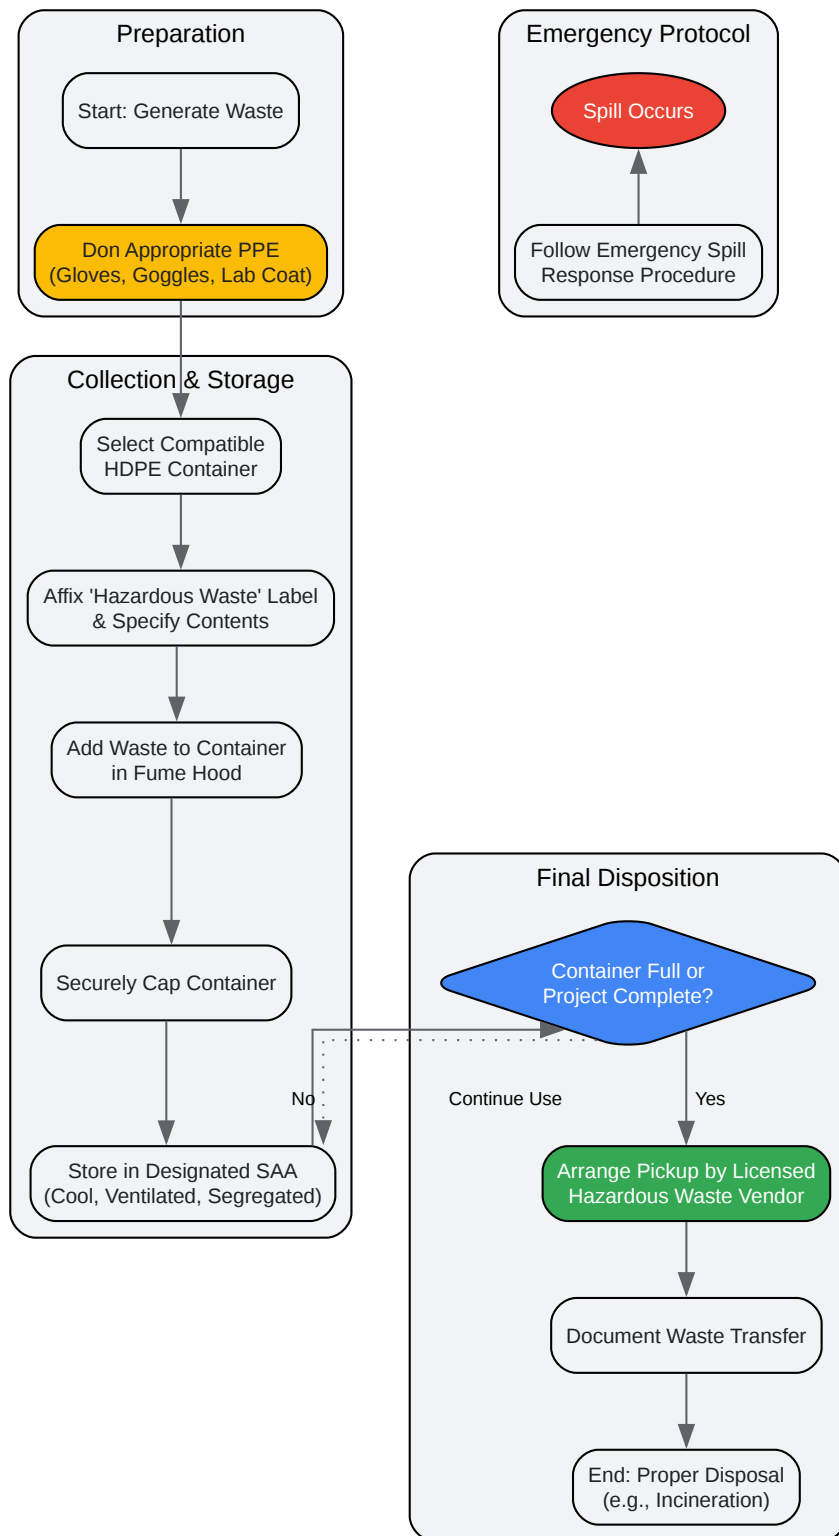 Preparation
Start: Generate Waste
Don Appropriate PPE
(Gloves, Goggles, Lab Coat)
Emergency Protocol
Spill Occurs
Follow Emergency Spill
Response Procedure
Collection & Storage
Select Compatible
HDPE Container
Affix 'Hazardous Waste' Label
& Specify Contents
Add Waste to Container
in Fume Hood
Securely Cap Container
Store in Designated SAA
(Cool, Ventilated, Segregated)
Final Disposition
Container Full or
Project Complete?
No
Continue Use
Yes
Arrange Pickup by Licensed
Hazardous Waste Vendor
Document Waste Transfer
End: Proper Disposal
(e.g., Incineration)